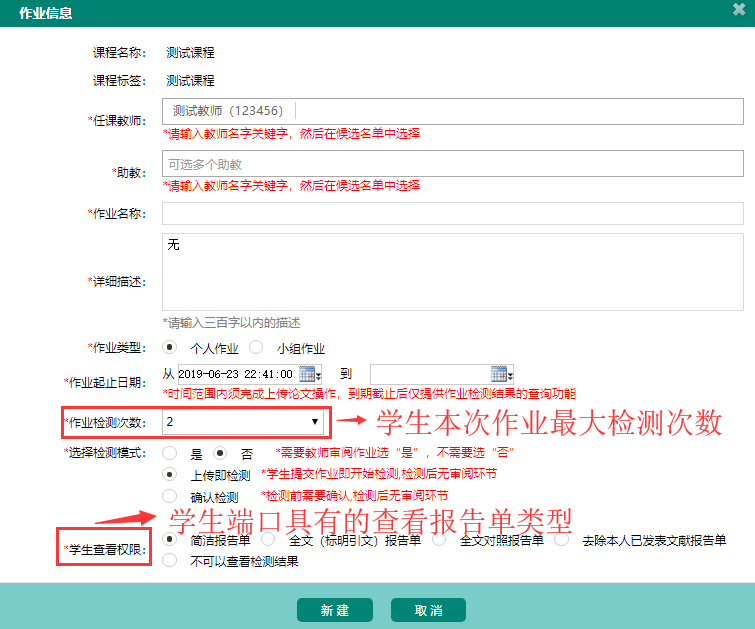 作业信息
课程名称： 测试课程
课程标签： 测试课程
*任课教师： 测试教师（123456）
*请输入教师名字关键字，然后在候选名单中选择
*助教： 可选多个助教
*请输入教师名字关键字，然后在候选名单中选择
*作业名称：
无
*详细描述：
*请输入三百字以内的描述
*作业类型： 个人作业 小组作业
*作业起止日期： 从 2019-06-23 22:41:00 到
*时间范围内须完成上传论文操作，到期截止后仅提供作业检测结果的查询功能
*作业检测次数： 2 学生本次作业最大检测次数
*选择检测模式： 是 否 *需要教师审阅作业选“是”，不需要选“否”
上传即检测 *学生提交作业即开始检测,检测后无审阅环节
确认检测 *检测前需要确认,检测后无审阅环节
学生端口具有的查看报告单类型
*学生查看权限： 简洁报告单 全文（标明引文）报告单 全文对照报告单 去除本人已发表文献报告单
不可以查看检测结果
新 建 取 消